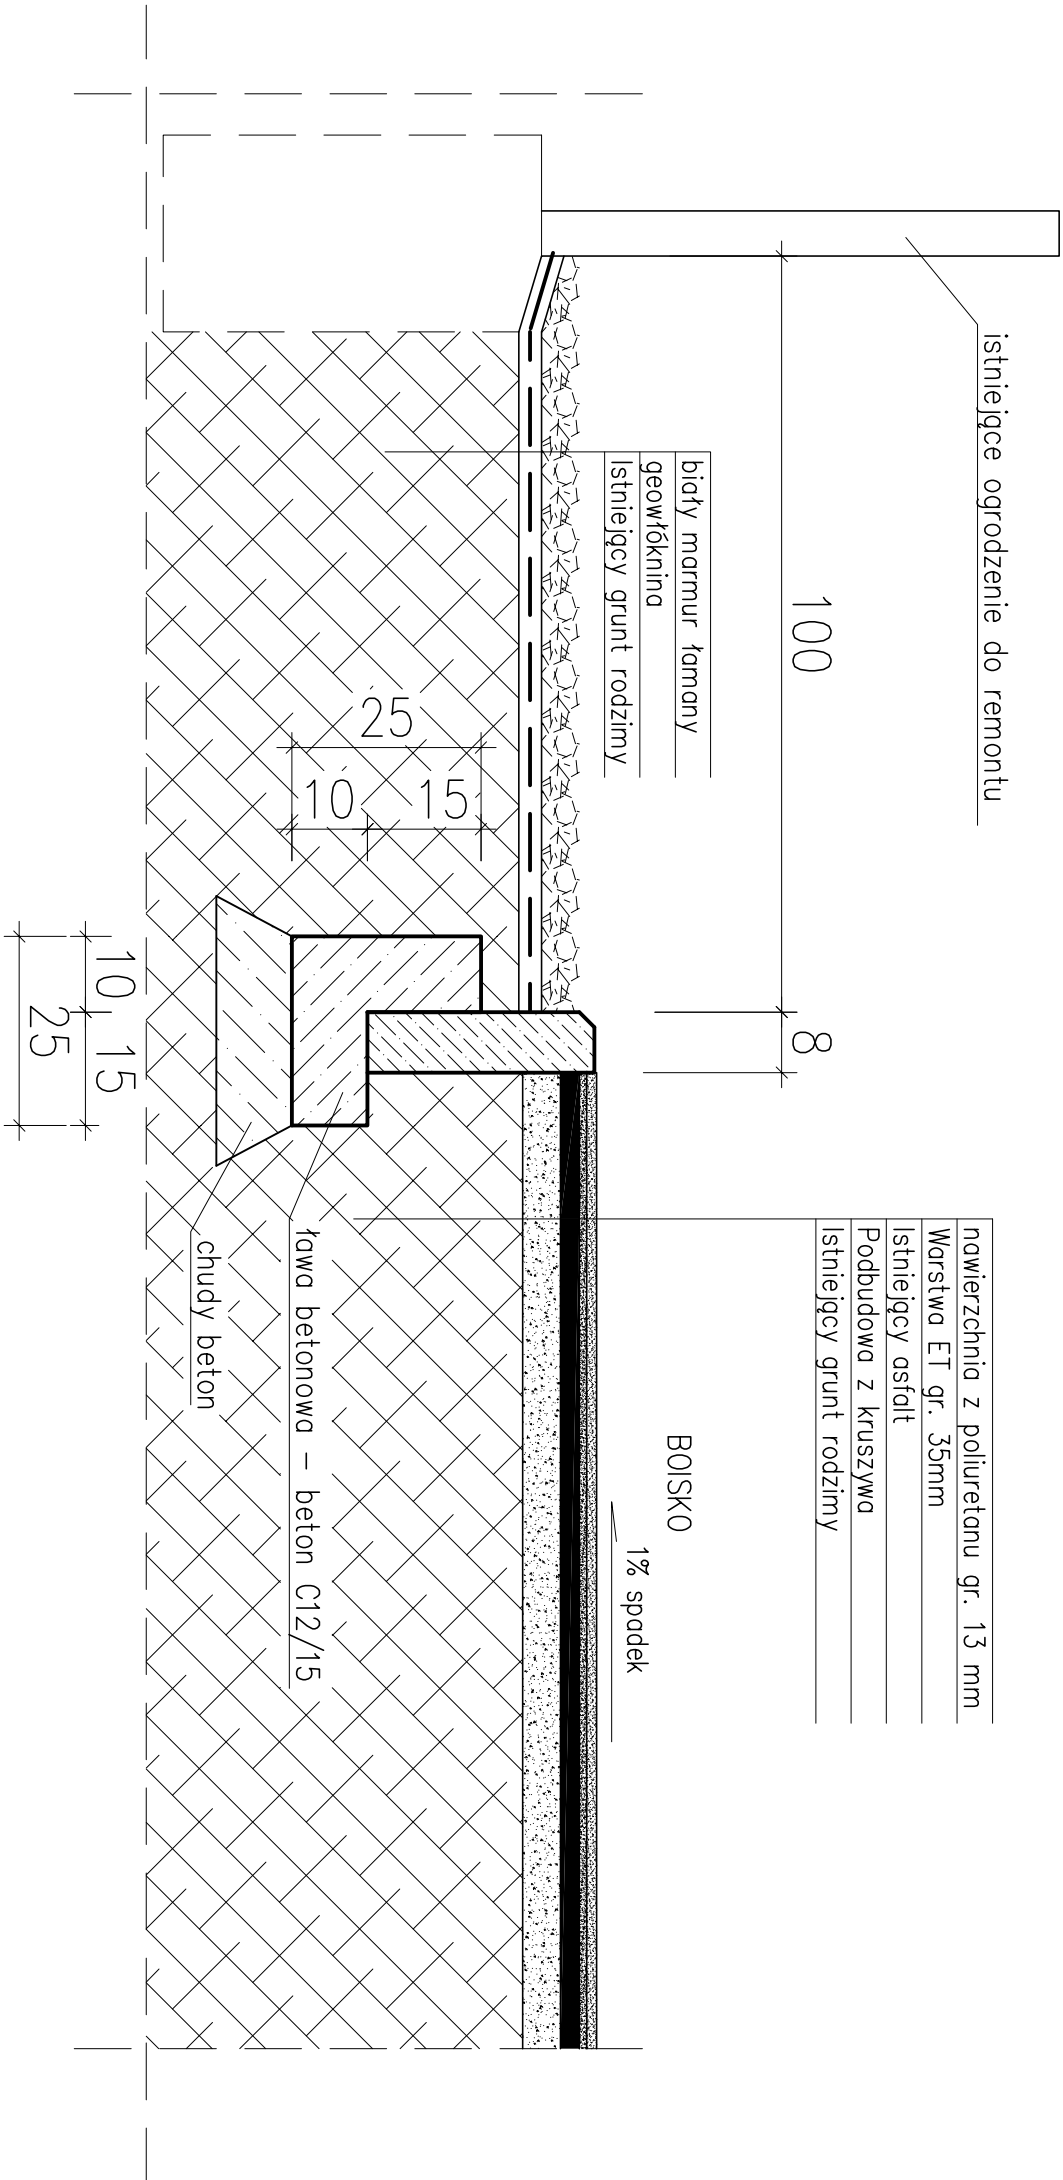 istniejące ogrodzenie do remontu
100
8
biały marmur łamany
geowłóknina
Istniejący grunt rodzimy
nawierzchnia z poliuretanu gr. 13 mm
Warstwa ET gr. 35mm
Istniejący asfalt
Podbudowa z kruszywa
Istniejący grunt rodzimy
BOISKO
1% spadek
25
15
10
ława betonowa – beton C12/15
chudy beton
10
15
25